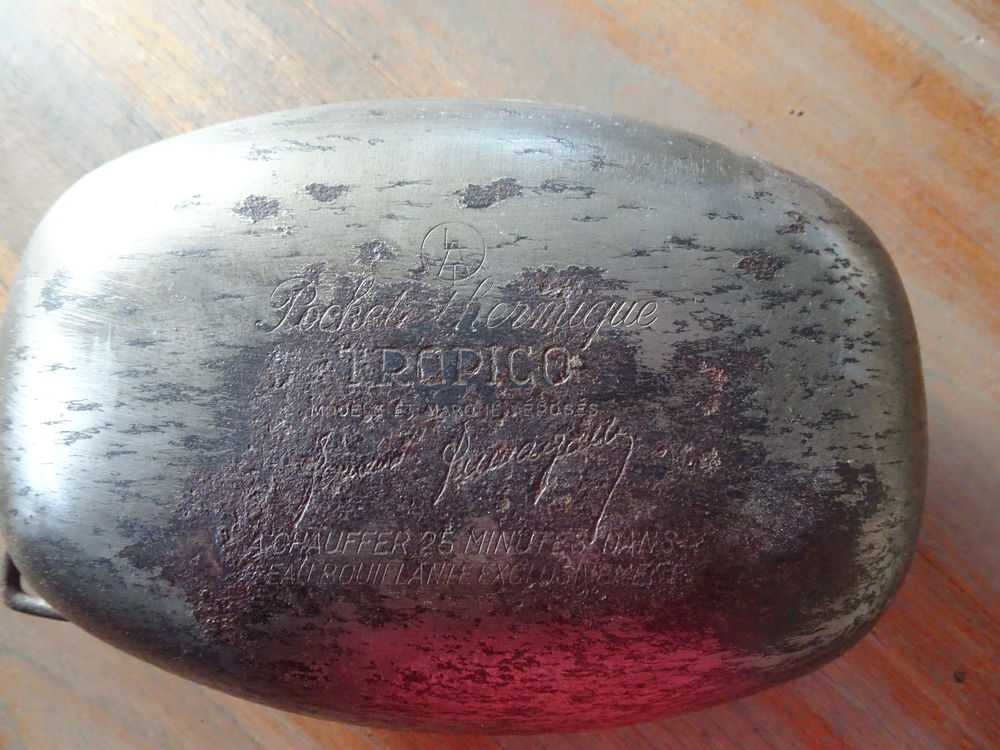 Pocket thermique
TROPICO
MODELE ET MARQUE DEPOSES
CHAUFFER 25 MINUTES DANS
EAU BOUILLANTE EXCLUSIVEMENT